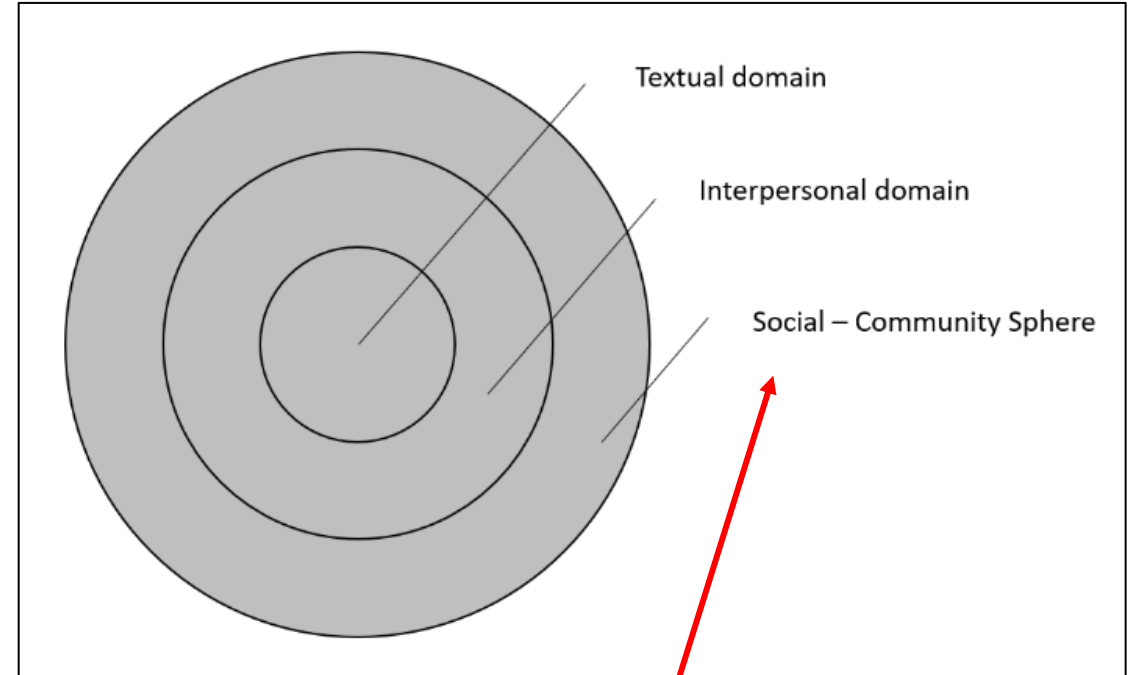 Textual domain
Interpersonal domain
Social – Community Sphere